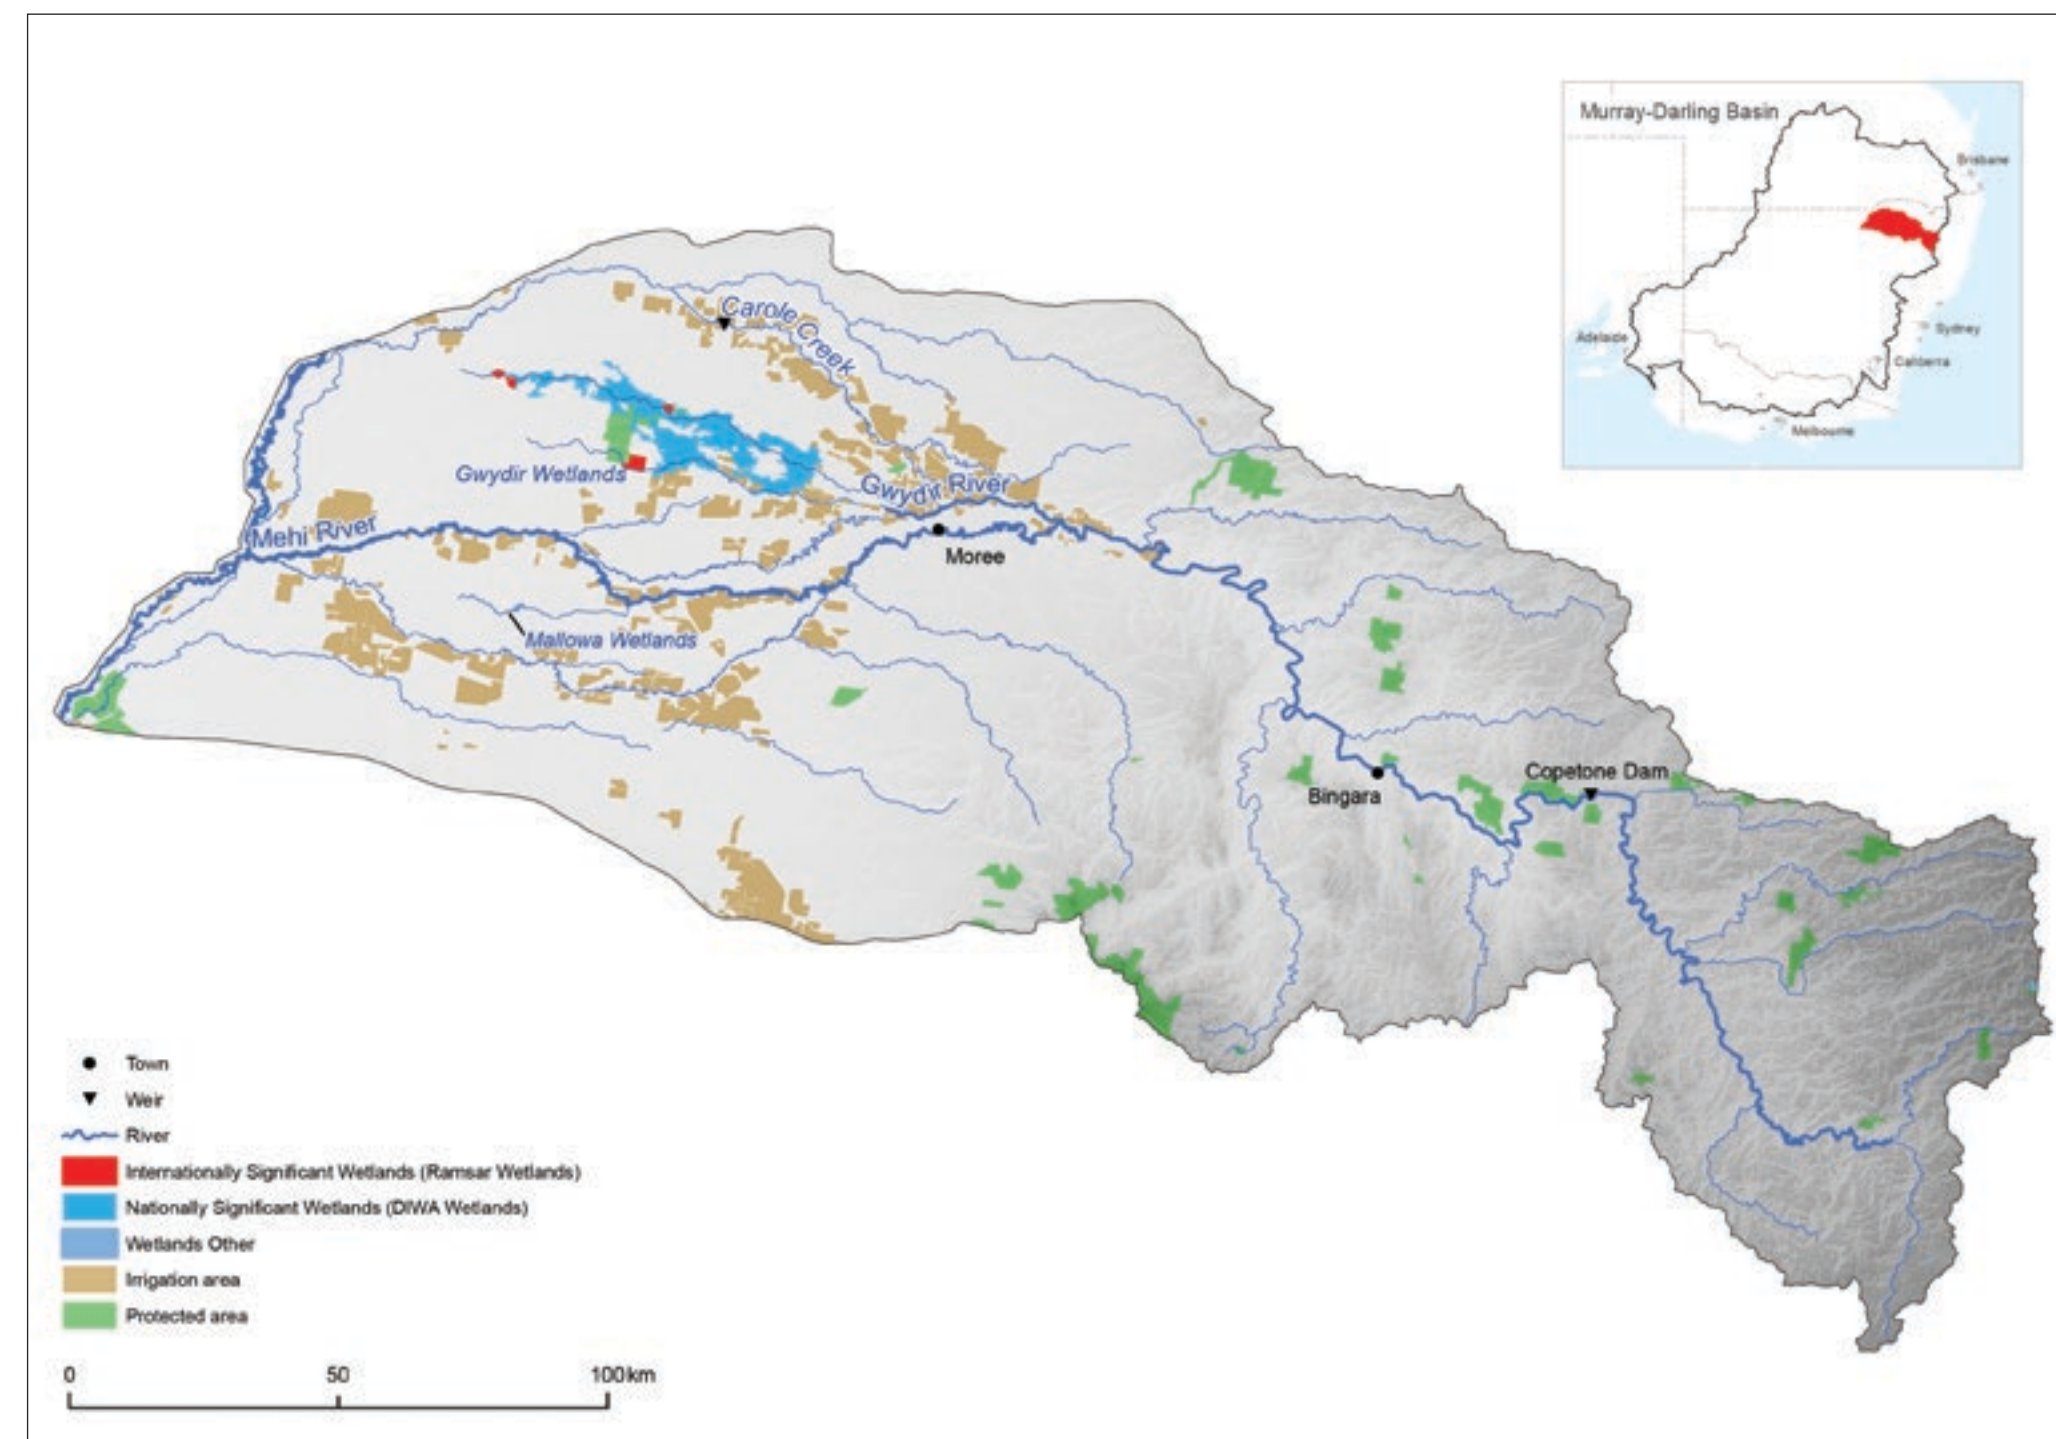 Murray-Darling Basin
Brisbane
Sydney
Adelaide
Canberra
Melbourne
Carole Creek
Gwydir Wetlands
Gwydir River
Mehi River
Moree
Mallowa Wetlands
Copetone Dam
Bingara
Town
Weir
River
Internationally Significant Wetlands (Ramsar Wetlands)
Nationally Significant Wetlands (DIWA Wetlands)
Wetlands Other
Irrigation area
Protected area
0 50 100km